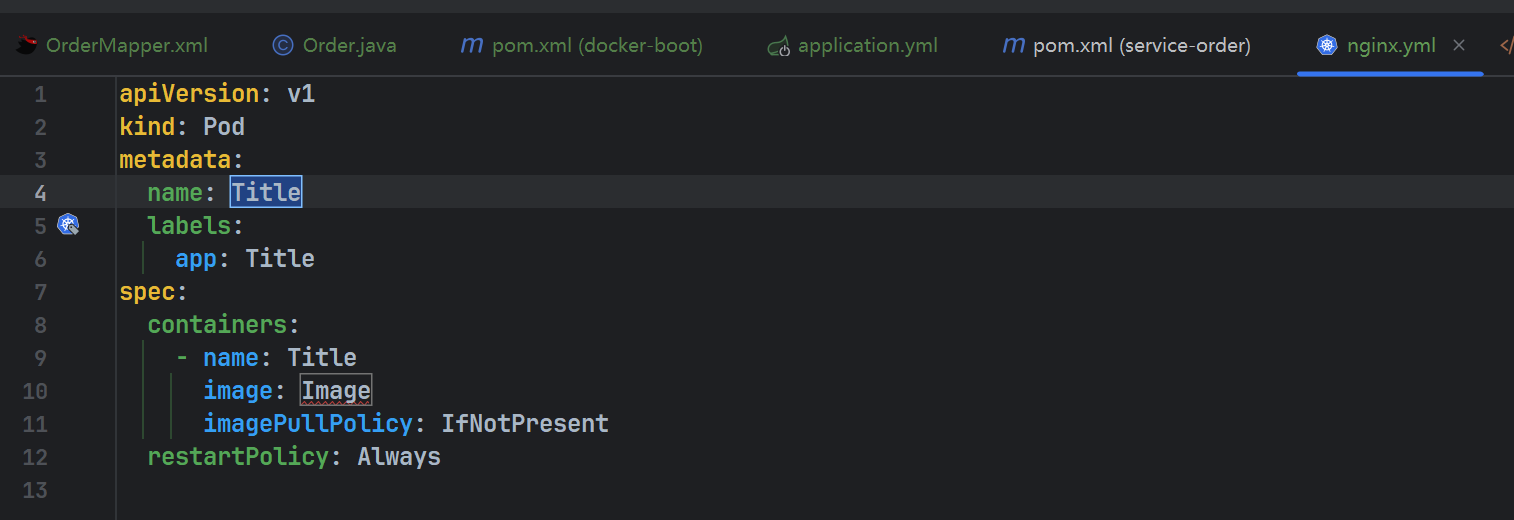 OrderMapper.xml Order.java pom.xml (docker-boot) application.yml pom.xml (service-order) nginx.yml
1 apiVersion: v1
2 kind: Pod
3 metadata:
4 name: Title
5 labels:
6 app: Title
7 spec:
8 containers:
9 - name: Title
10 image: Image
11 imagePullPolicy: IfNotPresent
12 restartPolicy: Always
13